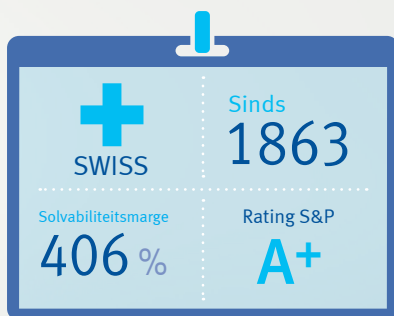 SWISS
Sinds
1863
Solvabiliteitsmarge
406 %
Rating S&P
A+